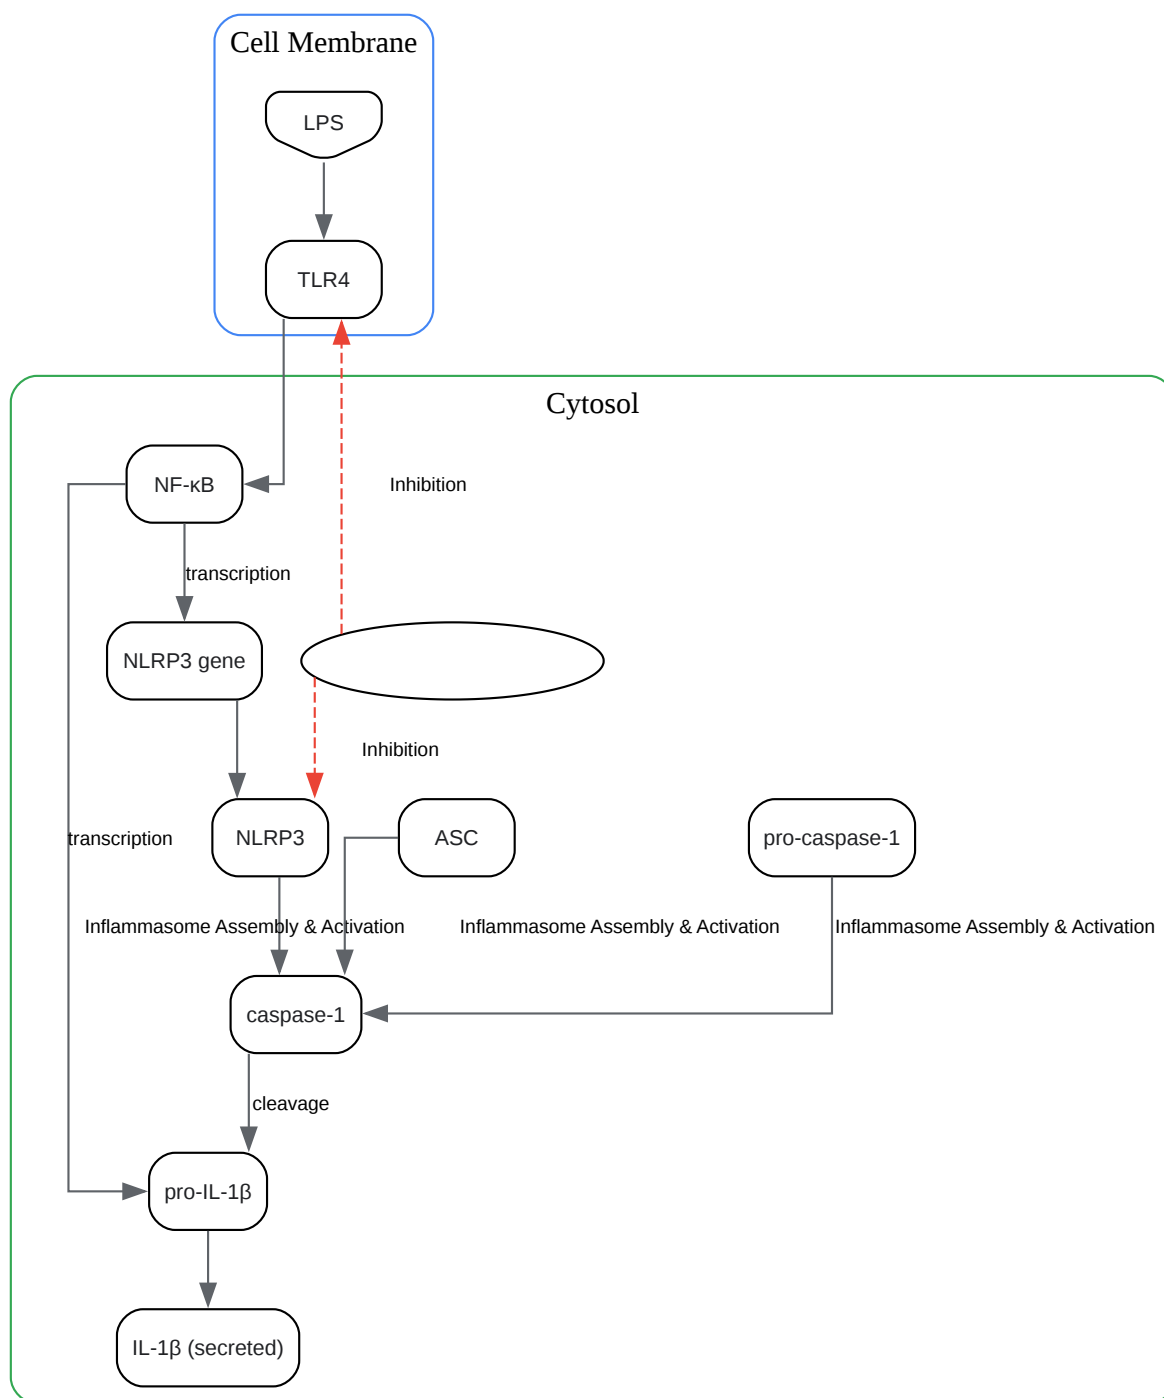 Cell Membrane
LPS
TLR4
Cytosol
NF-κB
Inhibition
transcription
NLRP3 gene
Inhibition
NLRP3
ASC
pro-caspase-1
transcription
Inflammasome Assembly & Activation
Inflammasome Assembly & Activation
Inflammasome Assembly & Activation
caspase-1
cleavage
pro-IL-1β
IL-1β (secreted)